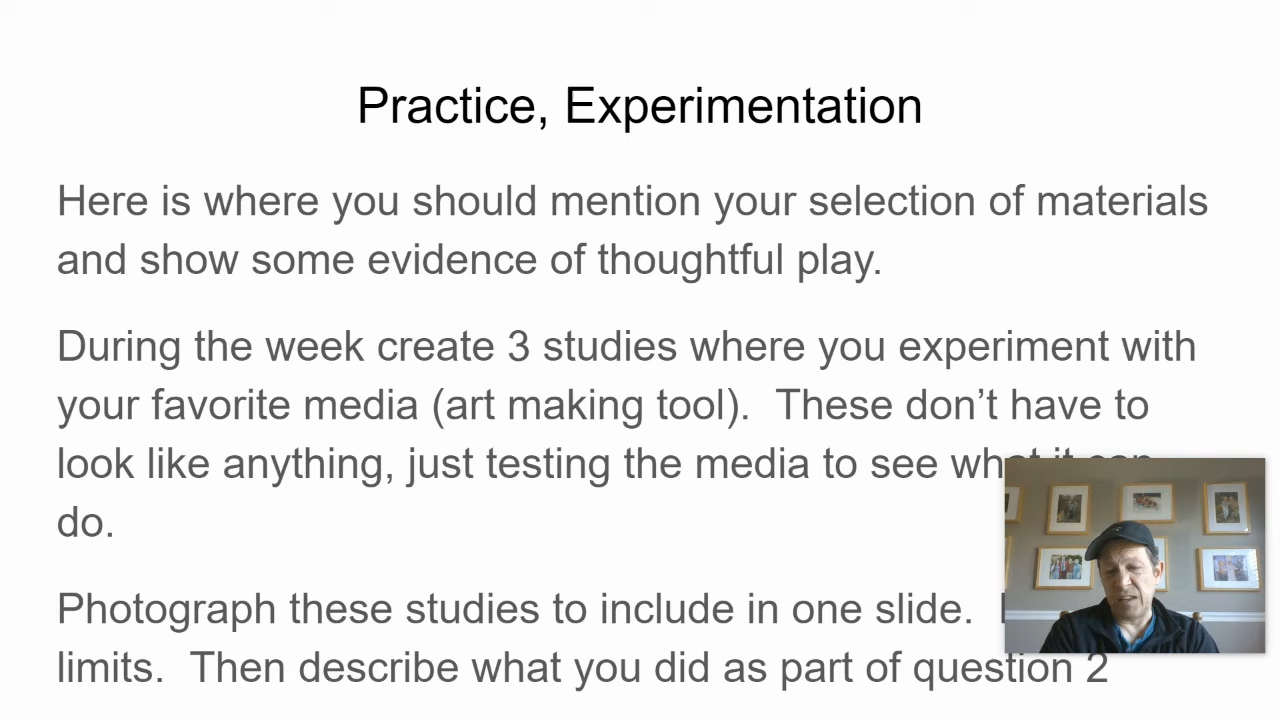 Practice, Experimentation
Here is where you should mention your selection of materials
and show some evidence of thoughtful play.
During the week create 3 studies where you experiment with
your favorite media (art making tool).  These don’t have to
look like anything, just testing the media to see what it can
do.
Photograph these studies to include in one slide.
limits.  Then describe what you did as part of question 2